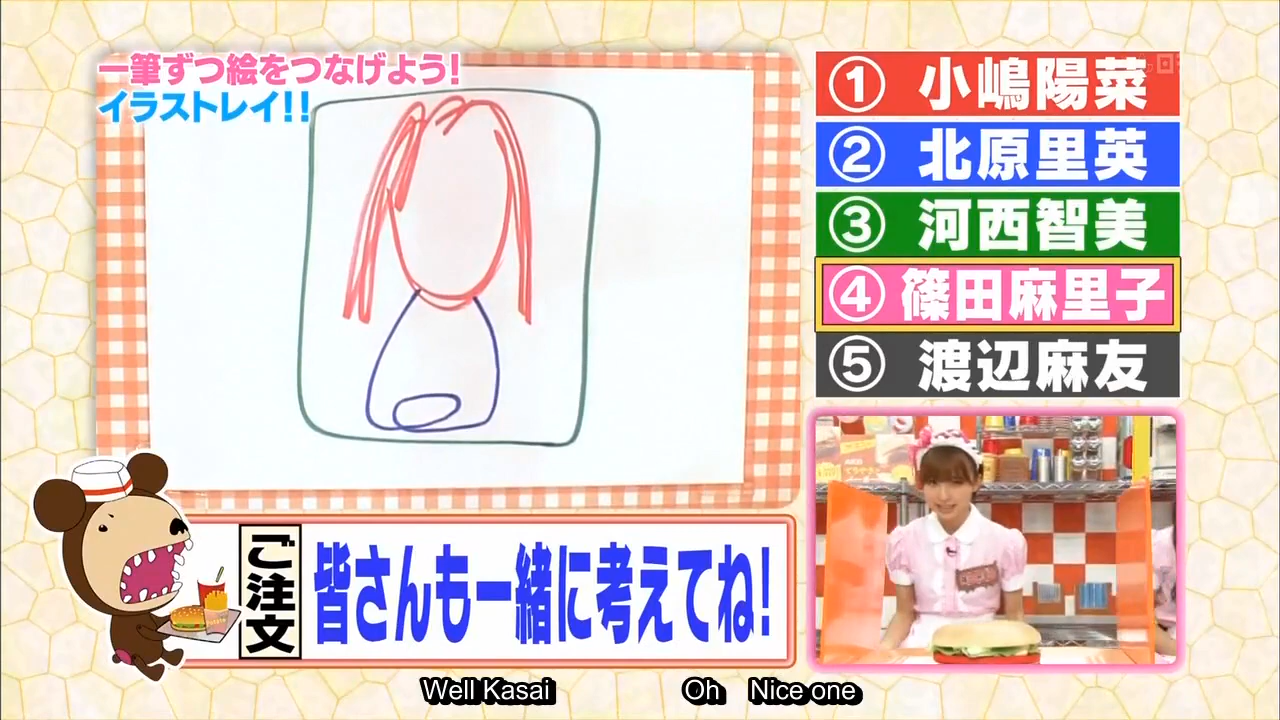 一筆ずつ絵をつなげよう!
イラストレイ!!
① 小嶋陽菜
② 北原里英
③ 河西智美
④ 篠田麻里子
⑤ 渡辺麻友
ご注文
皆さんも一緒に考えてね!
Well Kasai Oh Nice one